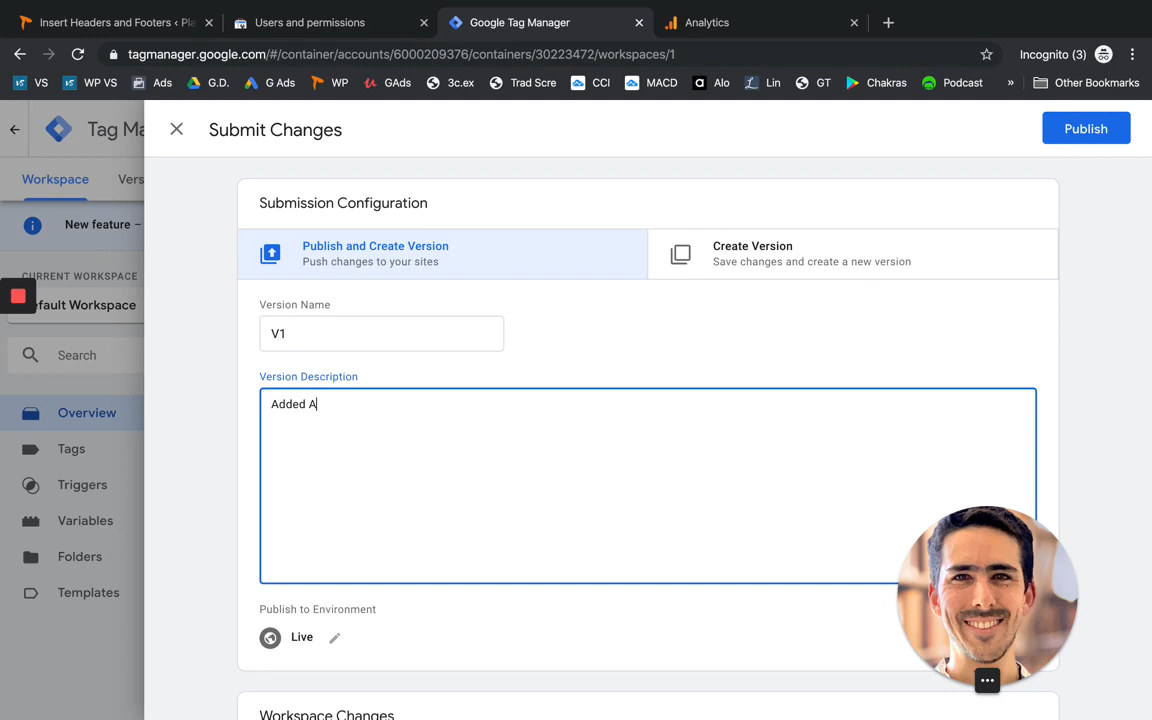 Insert Headers and Footers ‹ Pla
Users and permissions
Google Tag Manager
Analytics
tagmanager.google.com/#/container/accounts/6000209376/containers/30223472/workspaces/1
Incognito (3)
VS
WP VS
Ads
G.D.
G Ads
WP
GAds
3c.ex
Trad Scre
CCI
MACD
Alo
Lin
GT
Chakras
Podcast
»
Other Bookmarks
Tag Ma
Submit Changes
Publish
Workspace
Vers
New feature –
CURRENT WORKSPACE
efault Workspace
Search
Overview
Tags
Triggers
Variables
Folders
Templates
Submission Configuration
Publish and Create Version
Push changes to your sites
Create Version
Save changes and create a new version
Version Name
V1
Version Description
Added A
Publish to Environment
Live
Workspace Changes